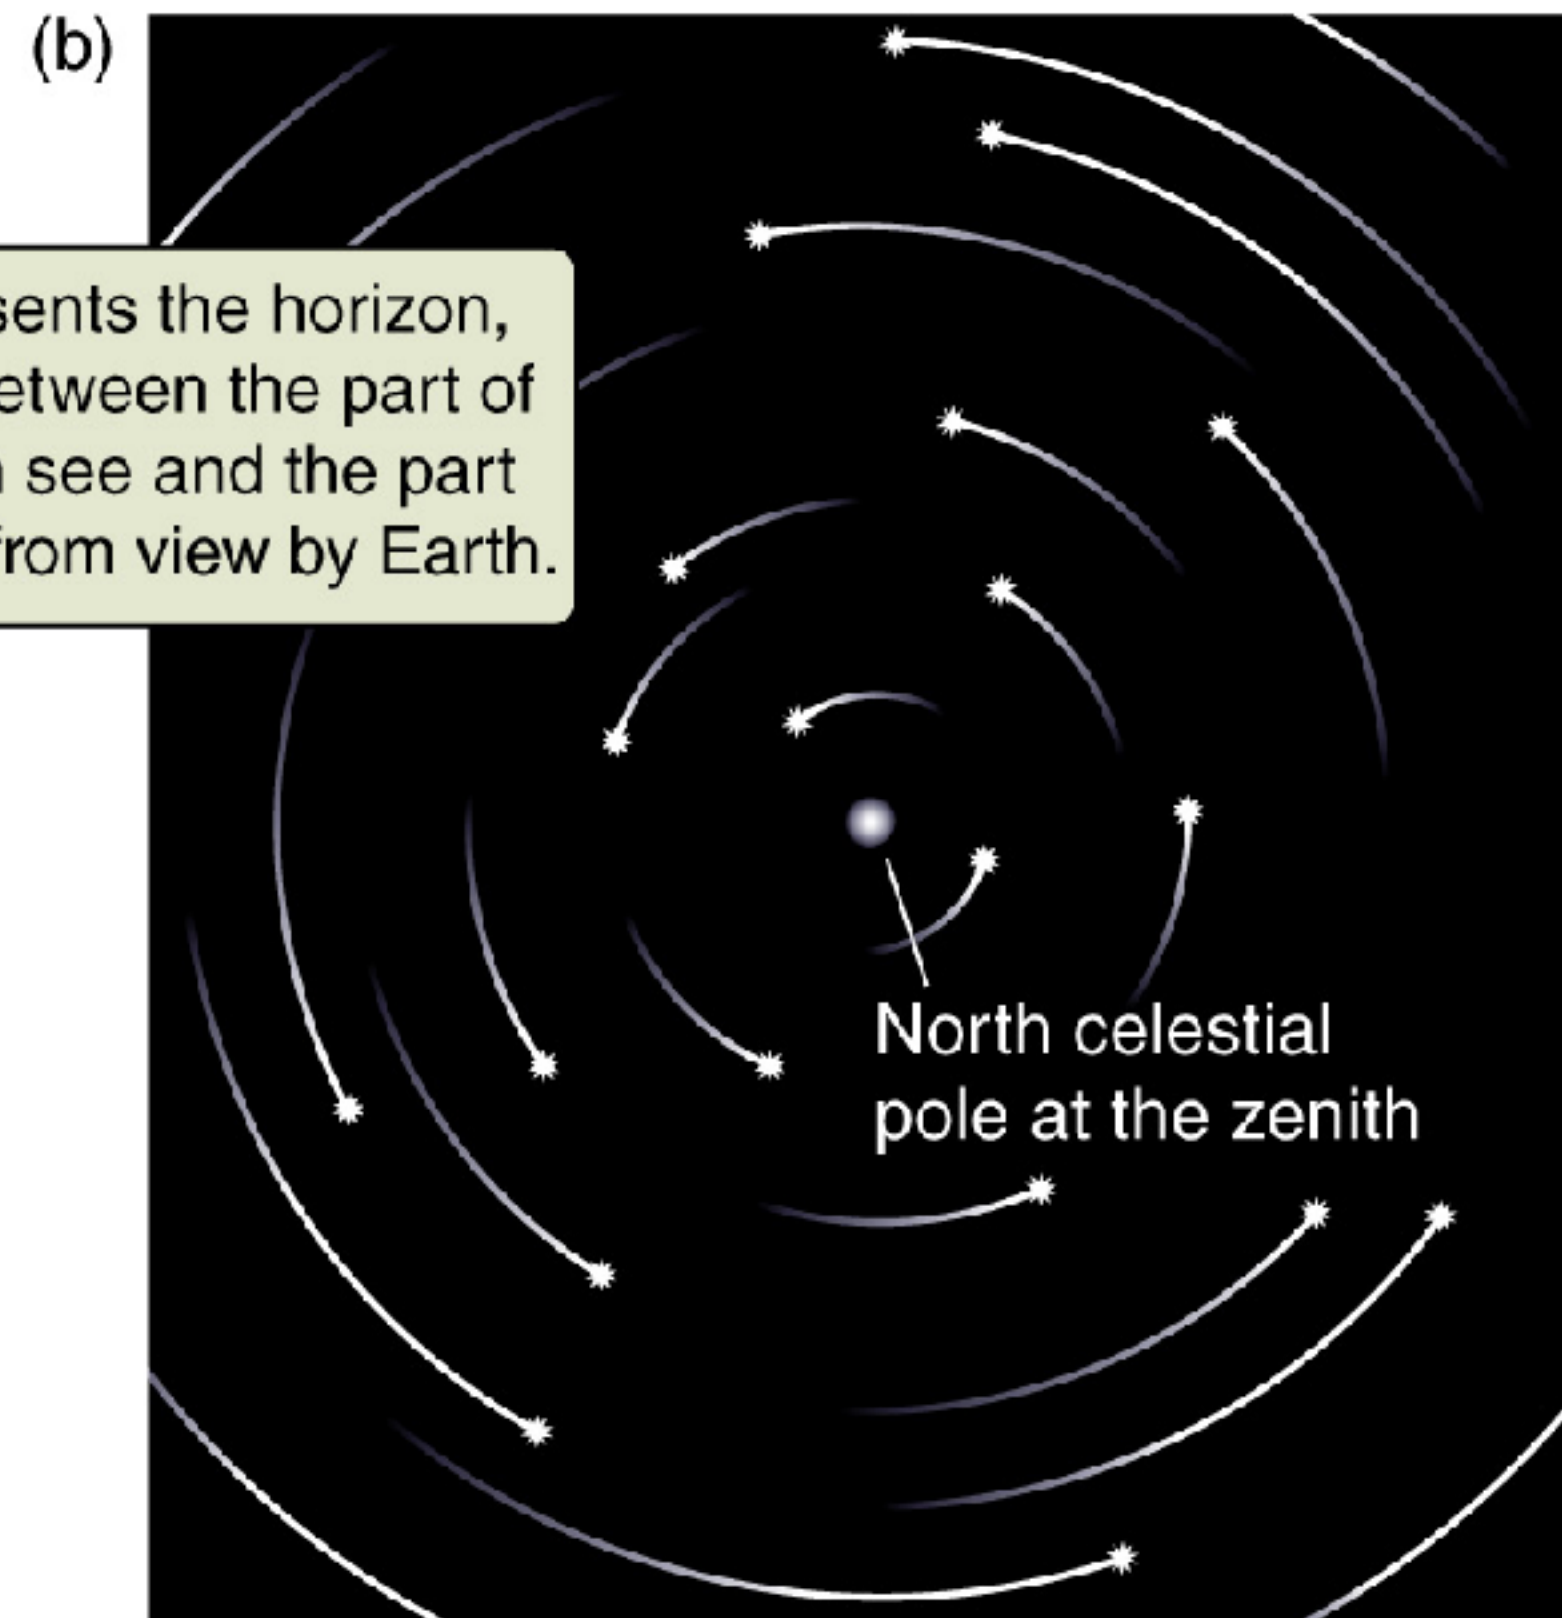 (b)
sents the horizon,
etween the part of
see and the part
from view by Earth.
North celestial
pole at the zenith